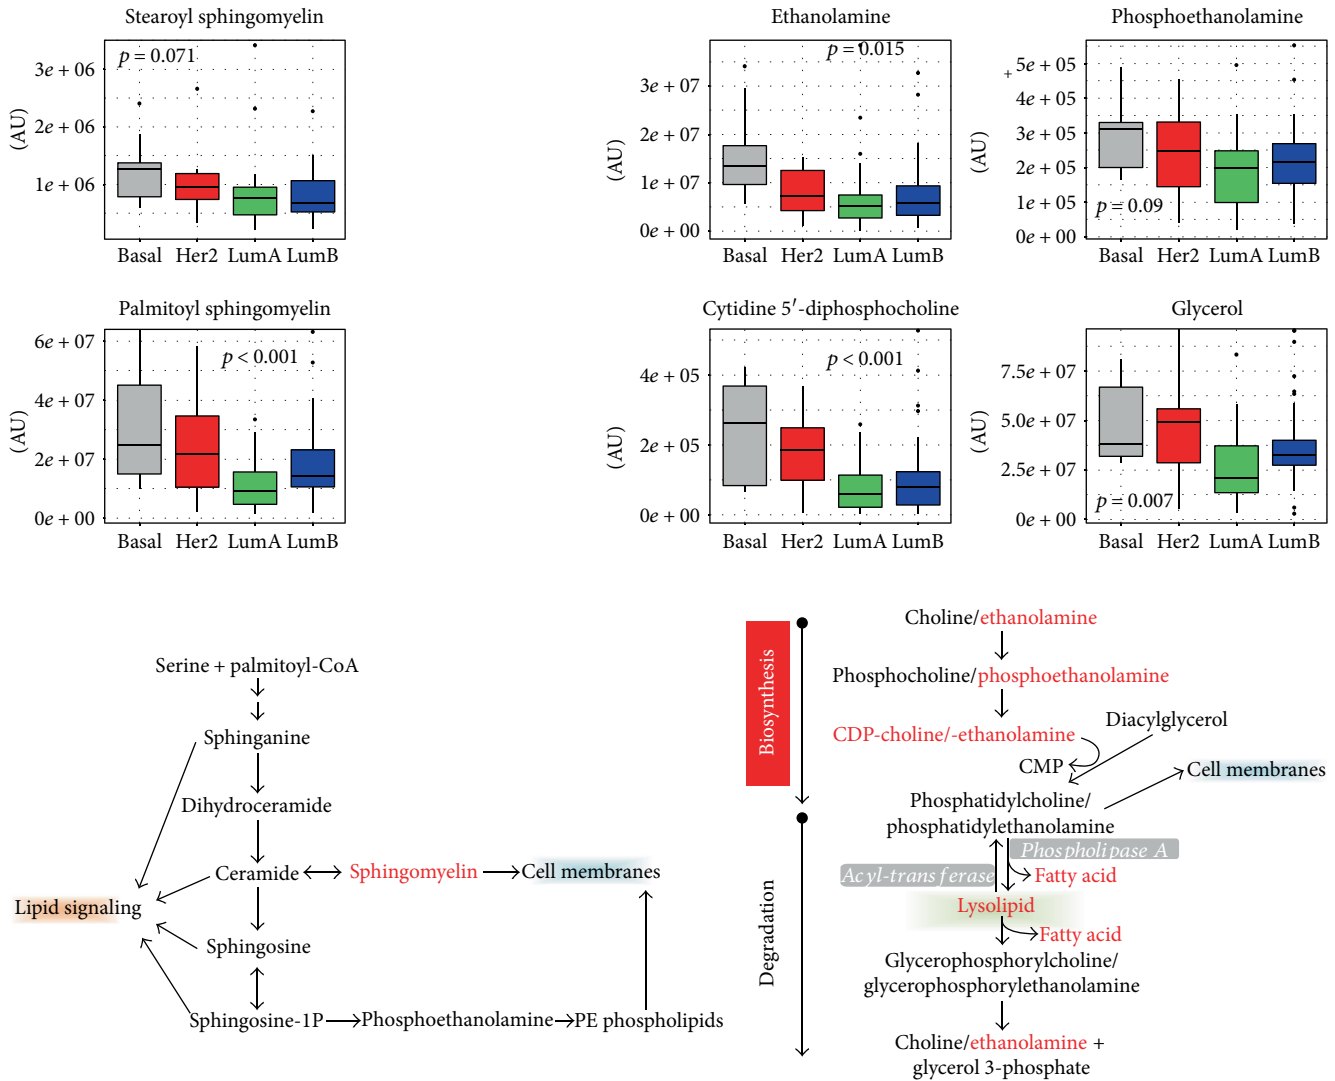 Stearoyl sphingomyelin
p = 0.071
3e + 06
2e + 06
1e + 06
(AU)
Basal Her2 LumA LumB
Ethanolamine
p = 0.015
3e + 07
2e + 07
1e + 07
0e + 00
(AU)
Basal Her2 LumA LumB
Phosphoethanolamine
+
5e + 05
4e + 05
3e + 05
2e + 05
1e + 05
0e + 00
(AU)
p = 0.09
Basal Her2 LumA LumB
Palmitoyl sphingomyelin
p < 0.001
6e + 07
4e + 07
2e + 07
0e + 00
(AU)
Basal Her2 LumA LumB
Cytidine 5′-diphosphocholine
p < 0.001
4e + 05
2e + 05
0e + 00
(AU)
Basal Her2 LumA LumB
Glycerol
7.5e + 07
5.0e + 07
2.5e + 07
0e + 00
(AU)
p = 0.007
Basal Her2 LumA LumB
Serine + palmitoyl-CoA
Sphinganine
Dihydroceramide
Ceramide
Sphingomyelin
Cell membranes
Lipid signaling
Sphingosine
Sphingosine-1P
Phosphoethanolamine
PE phospholipids
Biosynthesis
Degradation
Choline/ethanolamine
Phosphocholine/phosphoethanolamine
CDP-choline/-ethanolamine
Diacylglycerol
CMP
Cell membranes
Phosphatidylcholine/
phosphatidylethanolamine
Phospholipase A
Acyl-transferase
Fatty acid
Lysolipid
Fatty acid
Glycerophosphorylcholine/
glycerophosphorylethanolamine
Choline/ethanolamine +
glycerol 3-phosphate